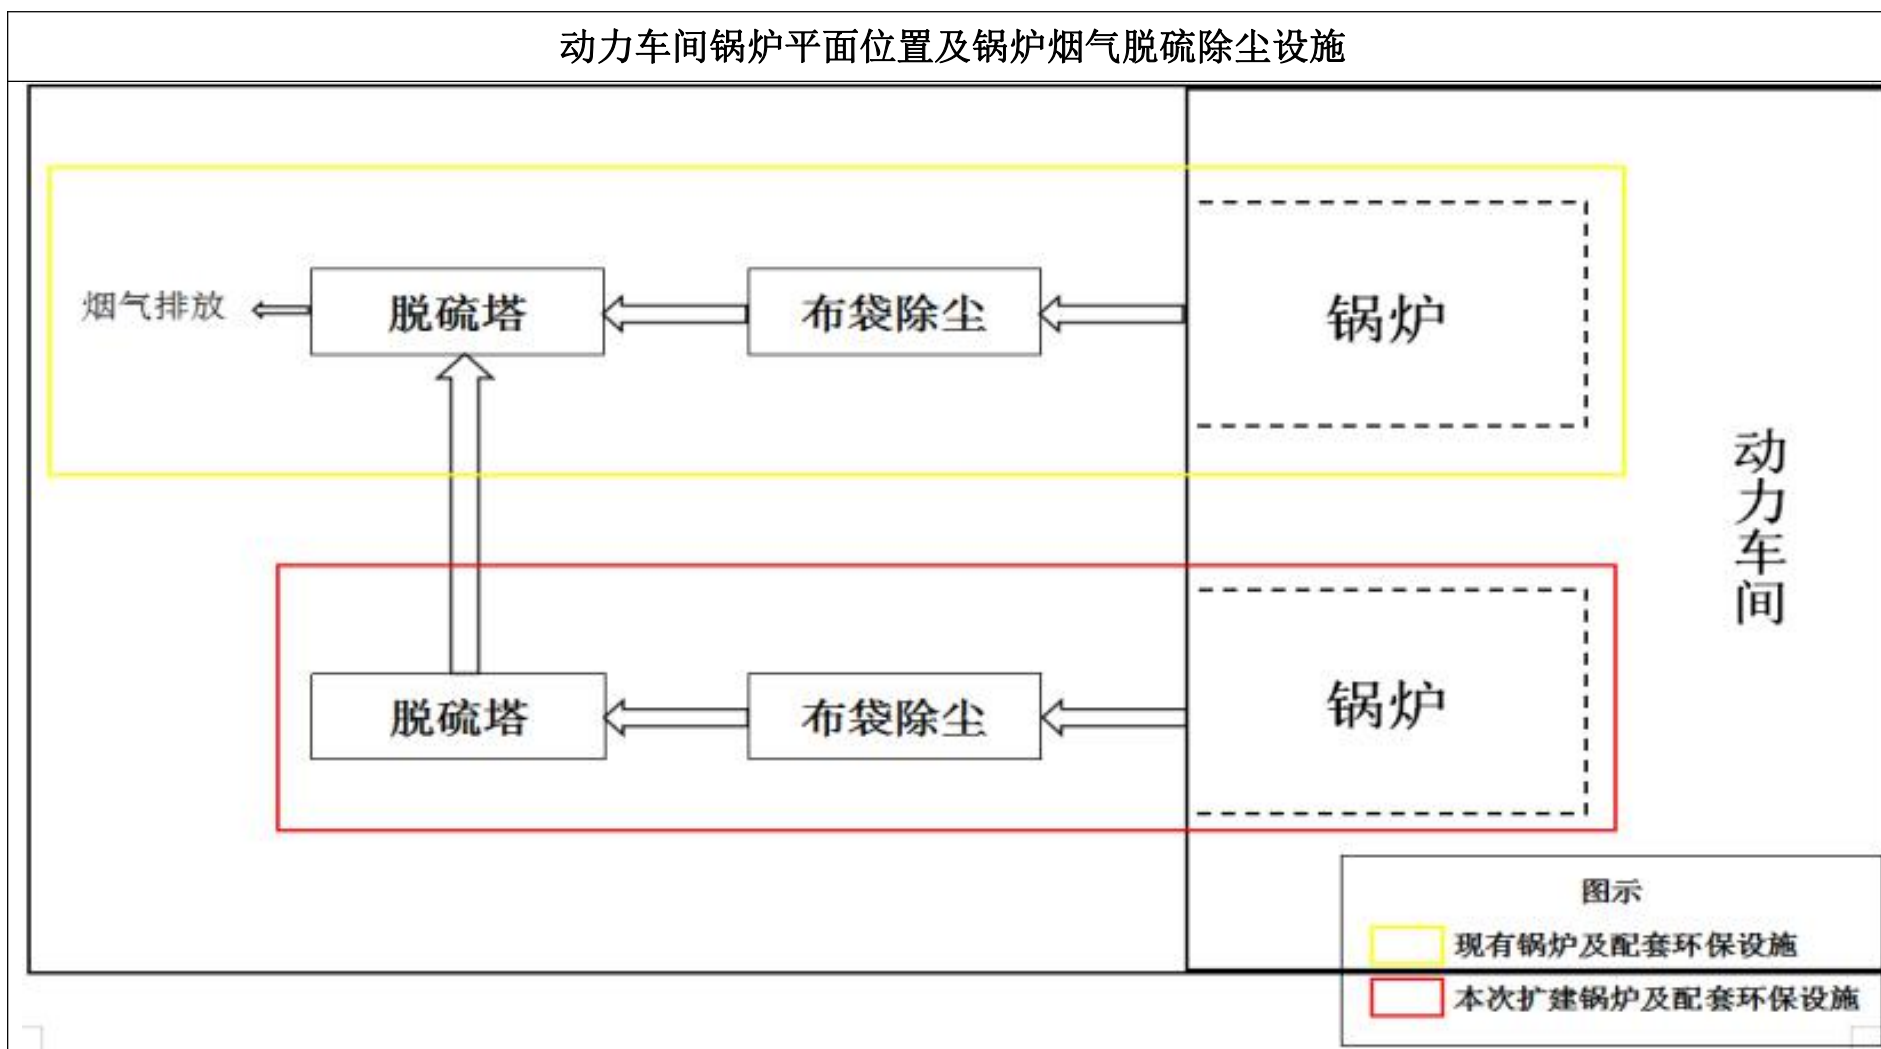 动力车间锅炉平面位置及锅炉烟气脱硫除尘设施
烟气排放
脱硫塔
布袋除尘
锅炉
动力车间
脱硫塔
布袋除尘
锅炉
图示
现有锅炉及配套环保设施
本次扩建锅炉及配套环保设施